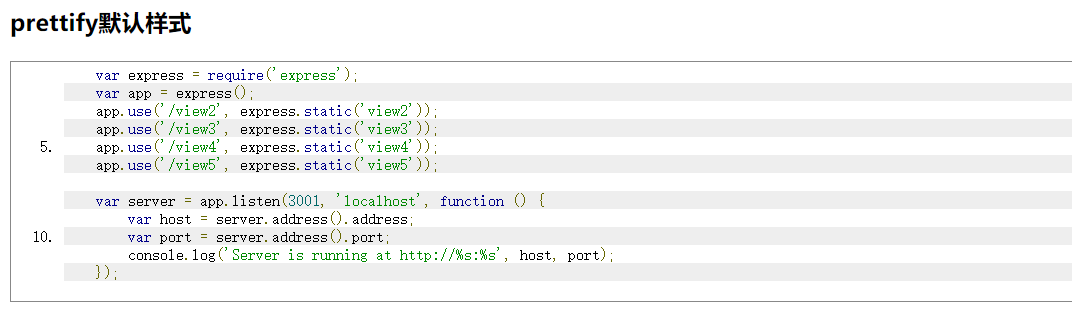 prettify默认样式
var express = require('express');
var app = express();
app.use('/view2', express.static('view2'));
app.use('/view3', express.static('view3'));
5. app.use('/view4', express.static('view4'));
app.use('/view5', express.static('view5'));
var server = app.listen(3001, 'localhost', function () {
var host = server.address().address;
10. var port = server.address().port;
console.log('Server is running at http://%s:%s', host, port);
});